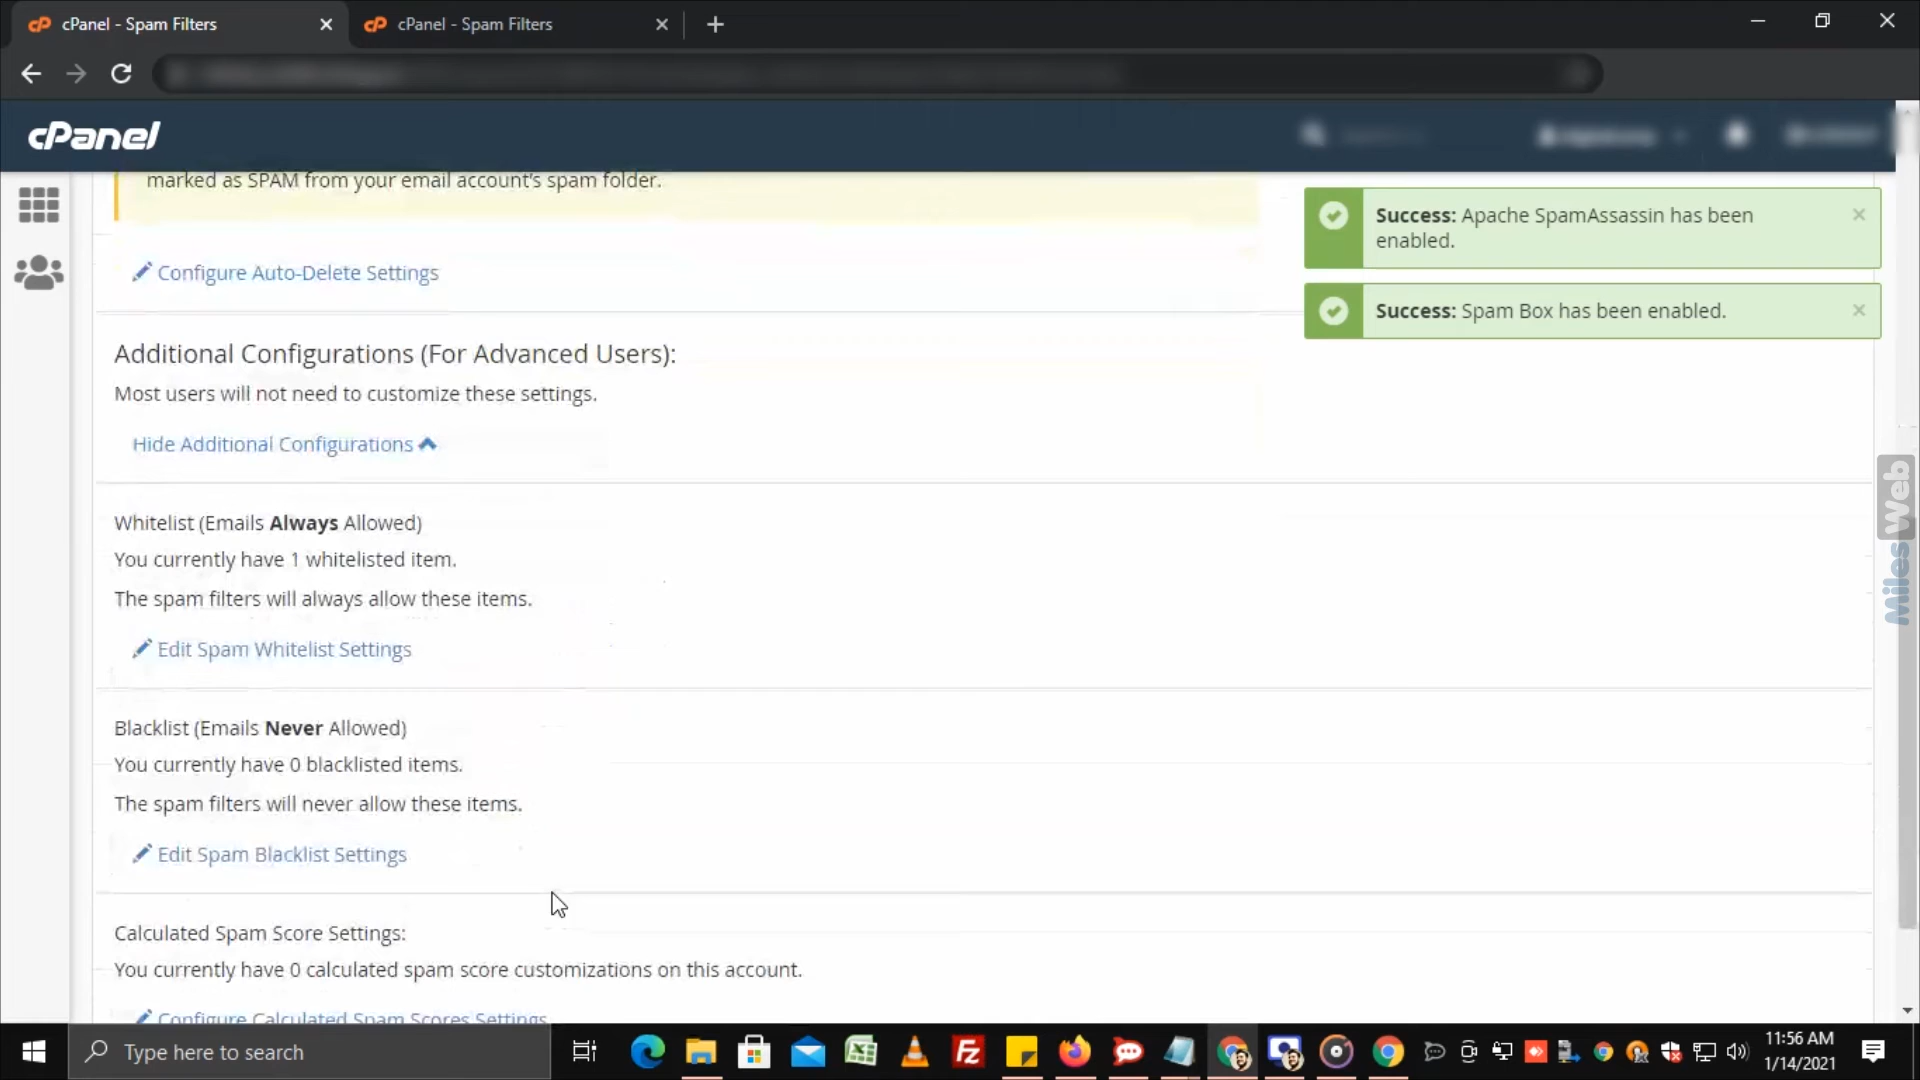 cPanel - Spam Filters
cPanel - Spam Filters
cPanel
marked as SPAM from your email account's spam folder.
Success: Apache SpamAssassin has been
enabled.
Configure Auto-Delete Settings
Success: Spam Box has been enabled.
Additional Configurations (For Advanced Users):
Most users will not need to customize these settings.
Hide Additional Configurations
Whitelist (Emails Always Allowed)
You currently have 1 whitelisted item.
The spam filters will always allow these items.
Edit Spam Whitelist Settings
MilesWeb
Blacklist (Emails Never Allowed)
You currently have 0 blacklisted items.
The spam filters will never allow these items.
Edit Spam Blacklist Settings
Calculated Spam Score Settings:
You currently have 0 calculated spam score customizations on this account.
Configure Calculated Spam Scores Settings
Type here to search
11:56 AM
1/14/2021